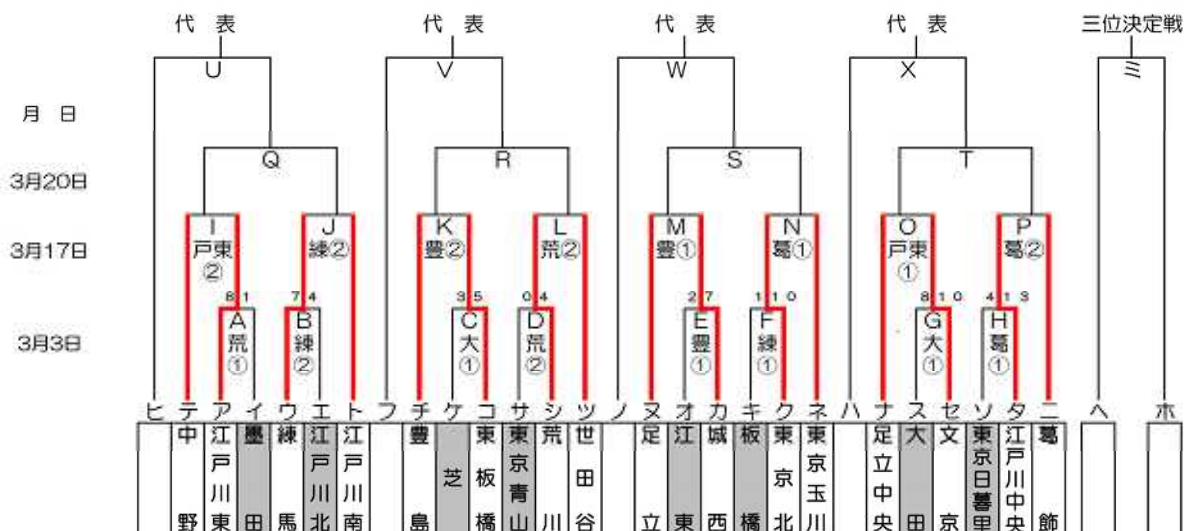 代 表 代 表 代 表 代 表 三位決定戦
U V W X ミ
月 日
Q R S T
3月20日
I J K L M N O P
3月17日 戸東② 練② 豊② 荒② 豊① 葛① 戸東① 葛②
8 1 7 4 3 5 0 4 2 7 1 1 0 8 1 0 4 1 3
A B C D E F G H
3月3日 荒① 練② 大① 荒② 豊① 練① 大① 葛①
ヒ テ ア イ ウ エ ト フ チ ケ コ サ シ ツ ノ ヌ オ カ キ ク ネ ハ ナ ス セ ソ タ ニ ヘ ホ
中野
江戸川東
墨田
練馬
江戸川北
江戸川南
豊島
芝
東板橋
東京青山
荒川
世田谷
足立
江東
城西
板橋
東京北
東京玉川
足立中央
大田
文京
東京日暮里
江戸川中央
葛飾